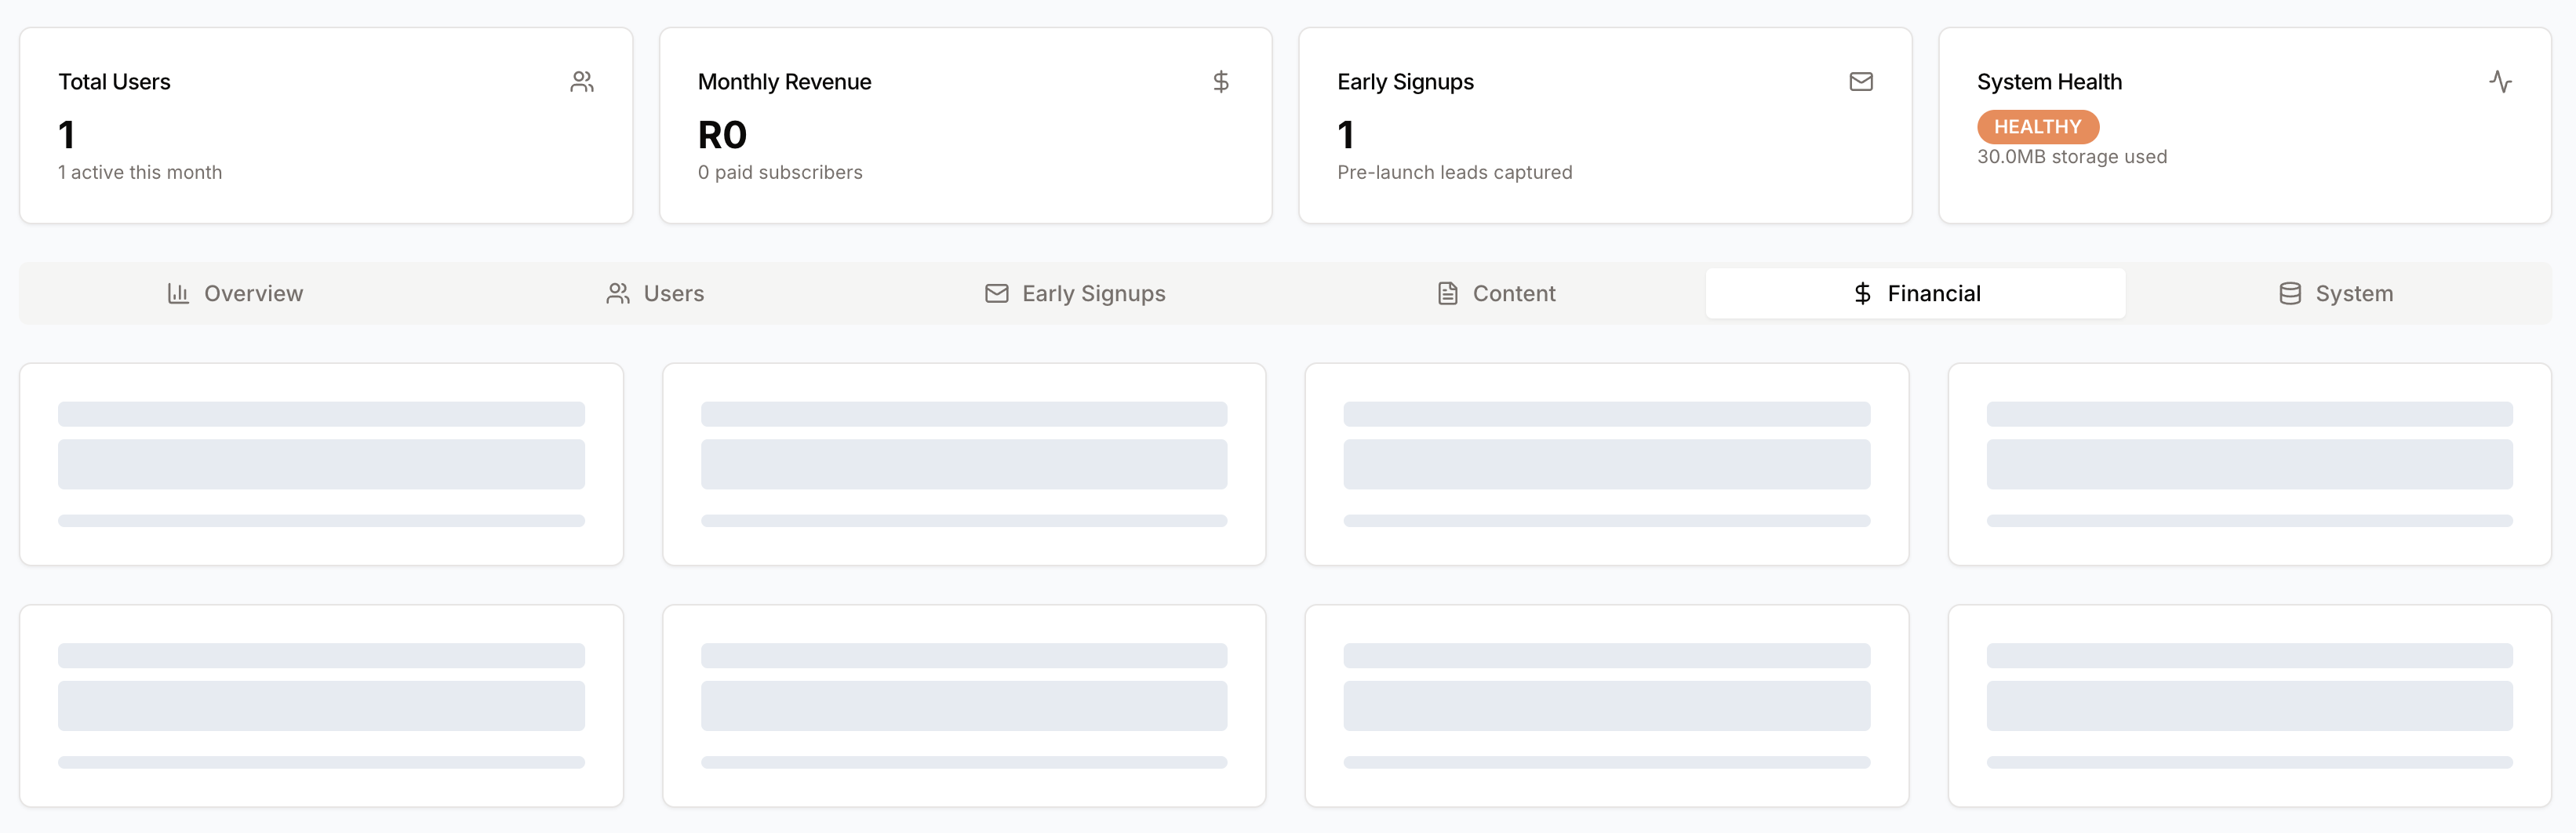 Total Users
1
1 active this month
Monthly Revenue
R0
0 paid subscribers
Early Signups
1
Pre-launch leads captured
System Health
HEALTHY
30.0MB storage used
Overview
Users
Early Signups
Content
Financial
System